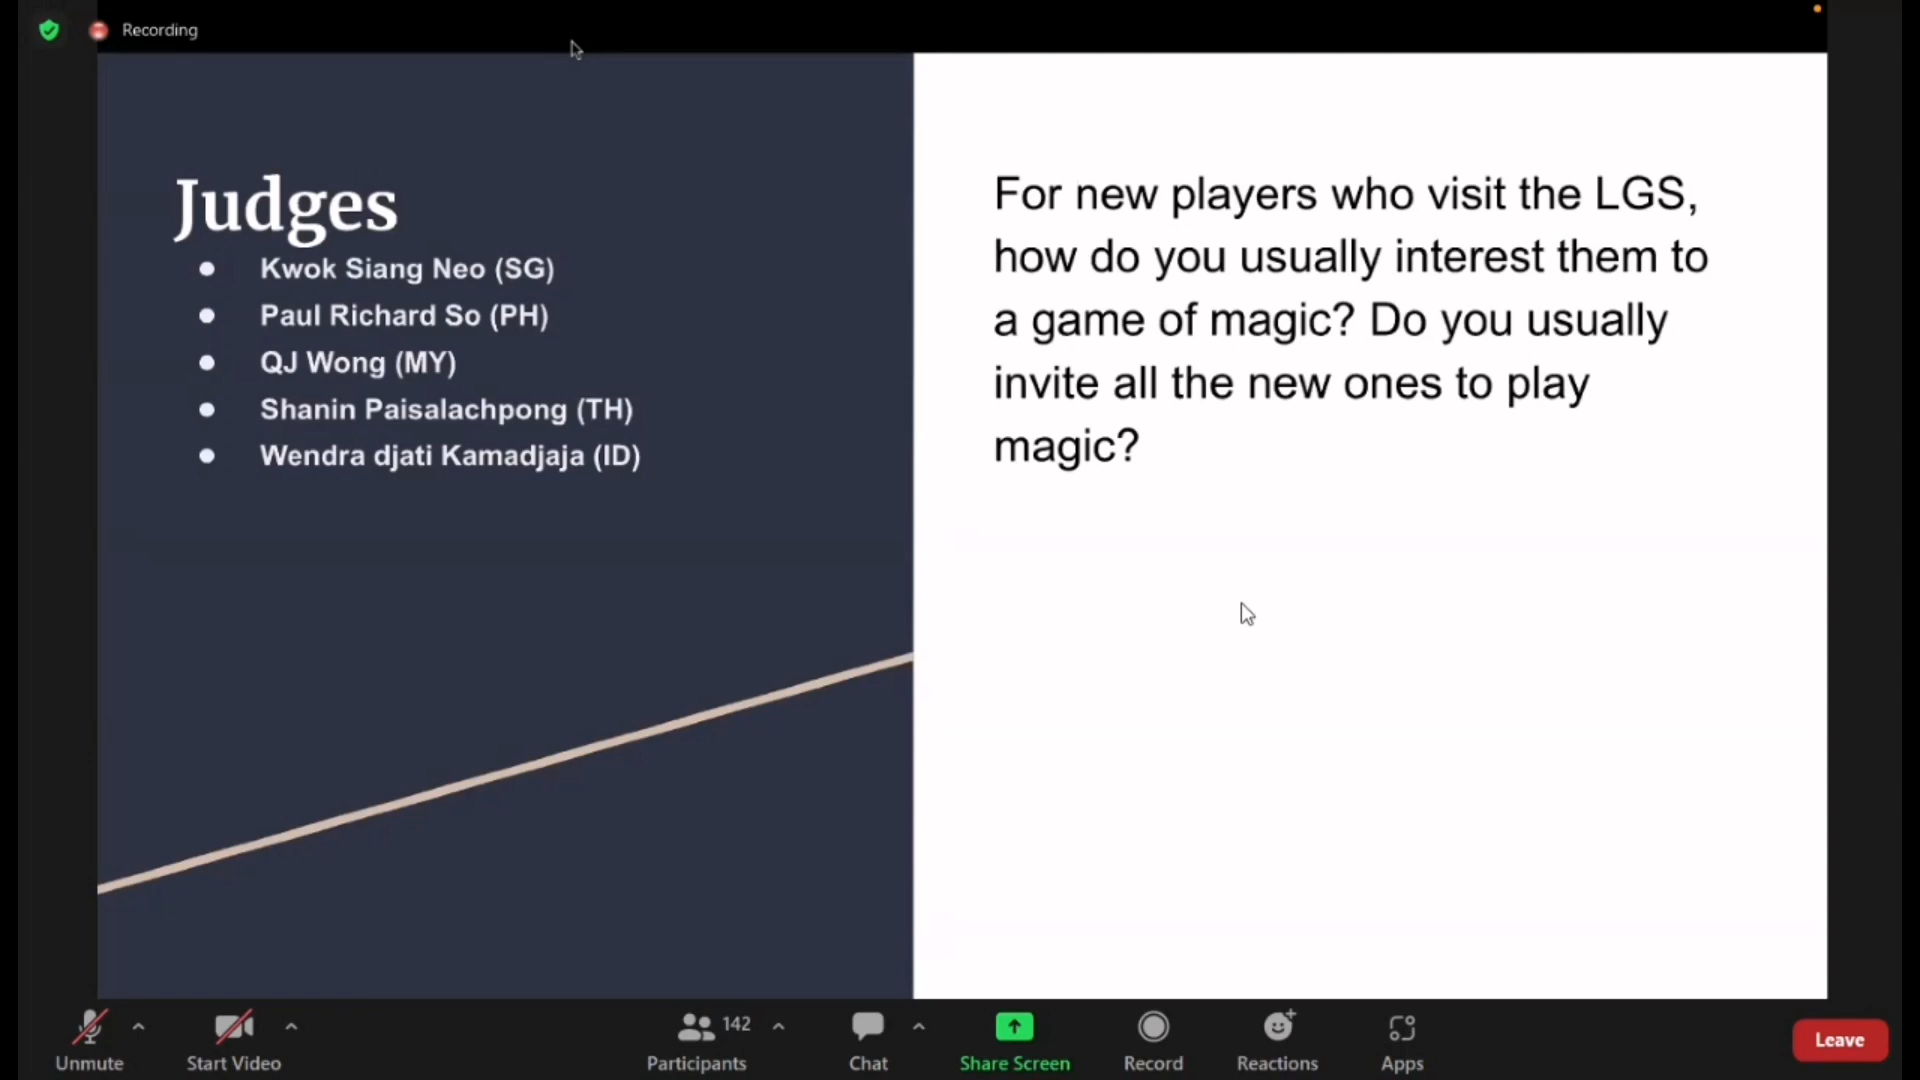 Recording
Judges
● Kwok Siang Neo (SG)
● Paul Richard So (PH)
● QJ Wong (MY)
● Shanin Paisalachpong (TH)
● Wendra djati Kamadjaja (ID)
For new players who visit the LGS,
how do you usually interest them to
a game of magic? Do you usually
invite all the new ones to play
magic?
142
Unmute
Start Video
Participants
Chat
Share Screen
Record
Reactions
Apps
Leave